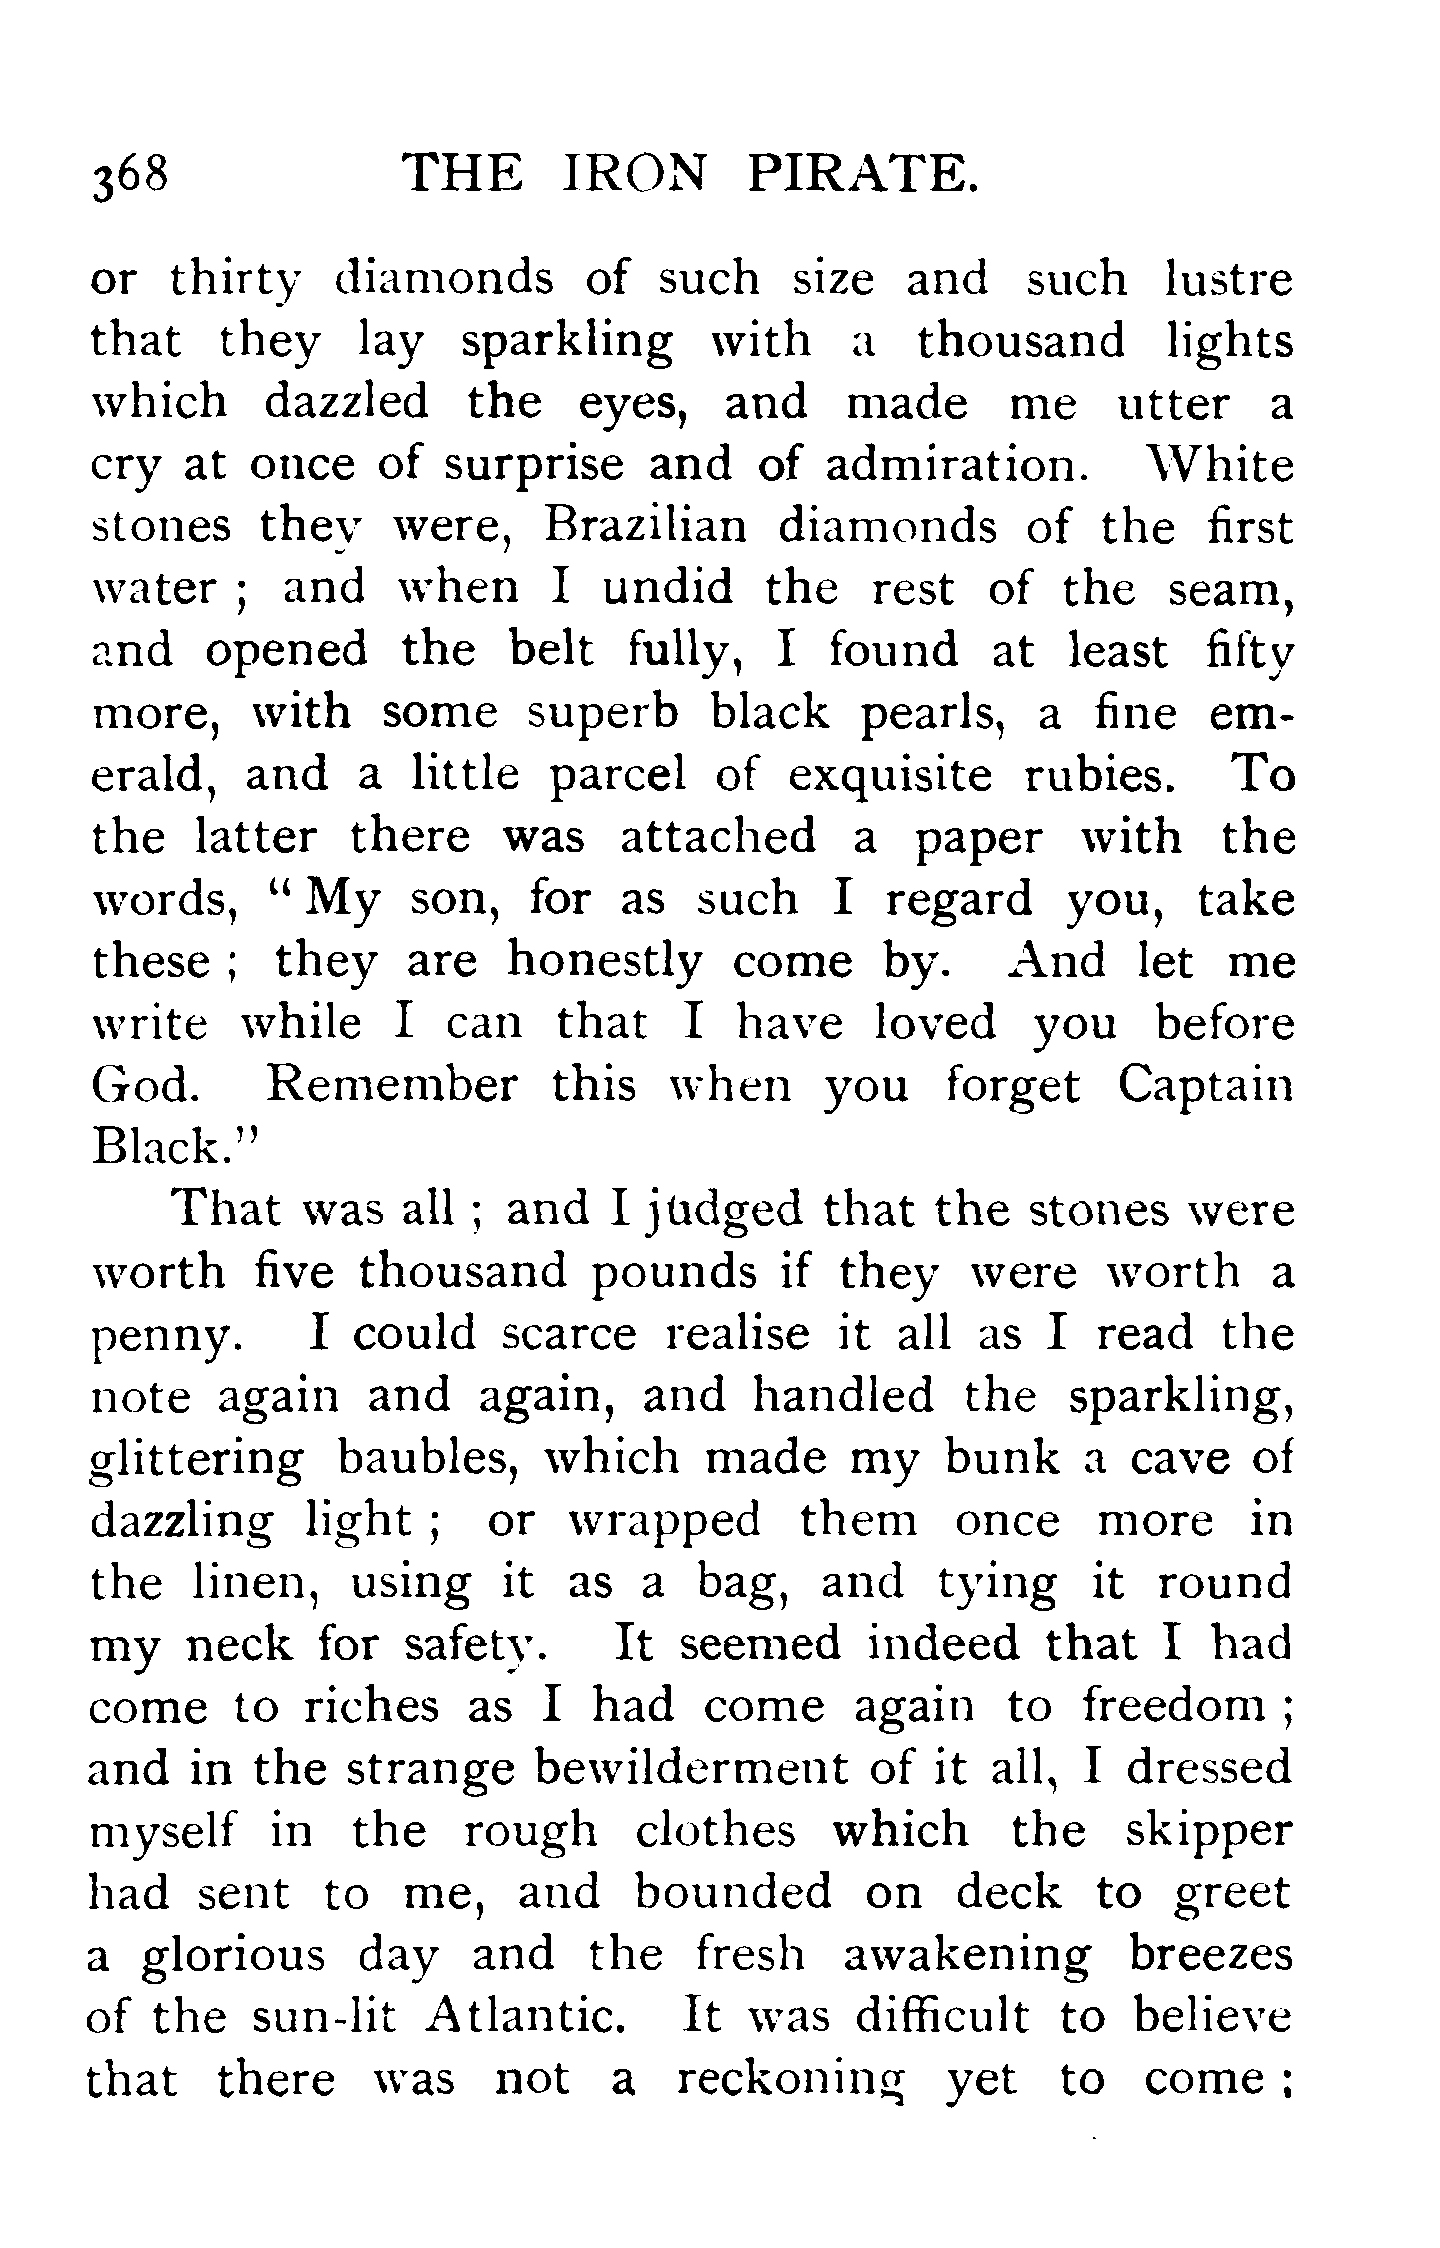 368 THE IRON PIRATE.
or thirty diamonds of such size and such lustre
that they lay sparkling with a thousand lights
which dazzled the eyes, and made me utter a
cry at once of surprise and of admiration. White
stones they were, Brazilian diamonds of the first
water ; and when I undid the rest of the seam,
and opened the belt fully, I found at least fifty
more, with some superb black pearls, a fine em-
erald, and a little parcel of exquisite rubies. To
the latter there was attached a paper with the
words, “ My son, for as such I regard you, take
these ; they are honestly come by. And let me
write while I can that I have loved you before
God. Remember this when you forget Captain
Black.”
That was all ; and I judged that the stones were
worth five thousand pounds if they were worth a
penny. I could scarce realise it all as I read the
note again and again, and handled the sparkling,
glittering baubles, which made my bunk a cave of
dazzling light ; or wrapped them once more in
the linen, using it as a bag, and tying it round
my neck for safety. It seemed indeed that I had
come to riches as I had come again to freedom ;
and in the strange bewilderment of it all, I dressed
myself in the rough clothes which the skipper
had sent to me, and bounded on deck to greet
a glorious day and the fresh awakening breezes
of the sun-lit Atlantic. It was difficult to believe
that there was not a reckoning yet to come ;